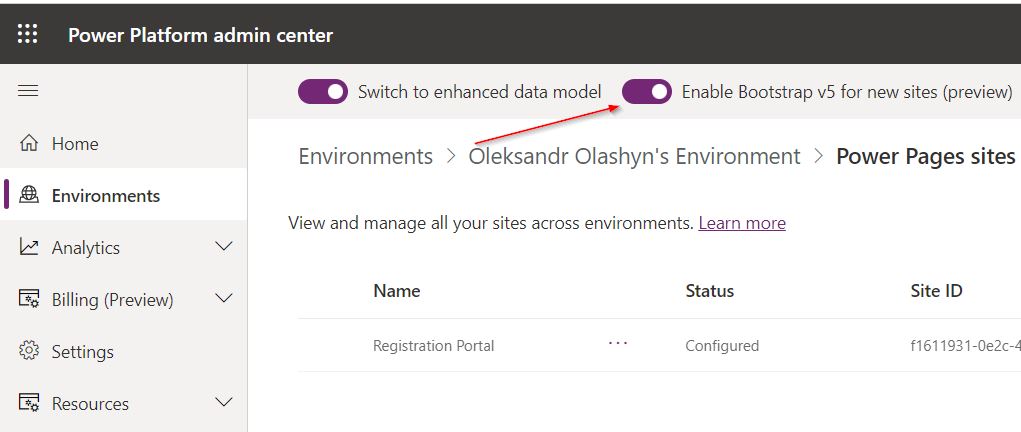 Power Platform admin center
Switch to enhanced data model Enable Bootstrap v5 for new sites (preview)
Home
Environments
Analytics
Billing (Preview)
Settings
Resources
Environments > Oleksandr Olashyn's Environment > Power Pages sites
View and manage all your sites across environments. Learn more
Name Status Site ID
Registration Portal ... Configured f1611931-0e2c-4